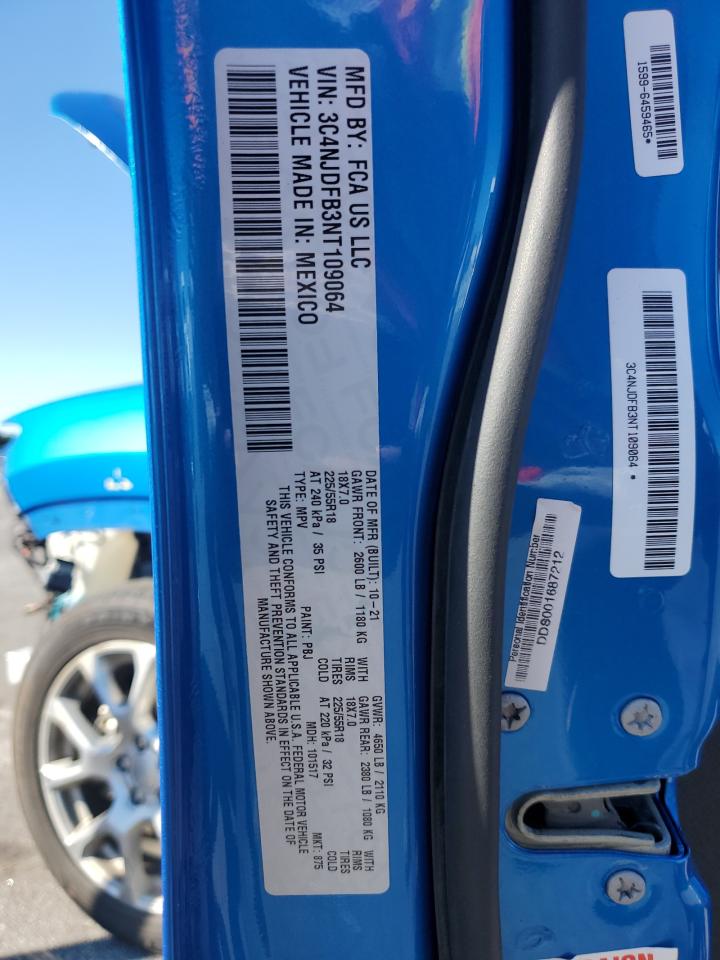 MFD BY: FCA US LLC
VIN: 3C4NJDFB3NT109064
VEHICLE MADE IN: MEXICO
DATE OF MFR (BUILT): 10-21 GVWR: 4650 LB / 2110 KG
GAWR FRONT: 2600 LB / 1180 KG WITH GAWR REAR: 2380 LB / 1080 KG WITH
18X7.0 RIMS 18X7.0 RIMS
225/55R18 TIRES 225/55R18 TIRES
AT 240 kPa / 35 PSI COLD AT 220 kPa / 32 PSI COLD
TYPE: MPV PAINT: PBJ MDH: 101517 MKT: 875
THIS VEHICLE CONFORMS TO ALL APPLICABLE U.S.A. FEDERAL MOTOR VEHICLE
SAFETY AND THEFT PREVENTION STANDARDS IN EFFECT ON THE DATE OF
MANUFACTURE SHOWN ABOVE.
1599-6459465*
3C4NJDFB3NT109064 *
Personal Identification Number
DD8001687212